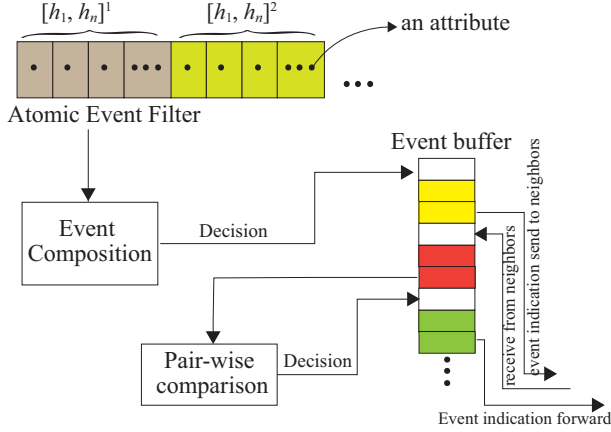 [h₁, hₙ]¹ [h₁, hₙ]²
an attribute
Atomic Event Filter
Event buffer
Event
Composition
Decision
Pair-wise
comparison
Decision
receive from neighbors
event indication send to neighbors
Event indication forward